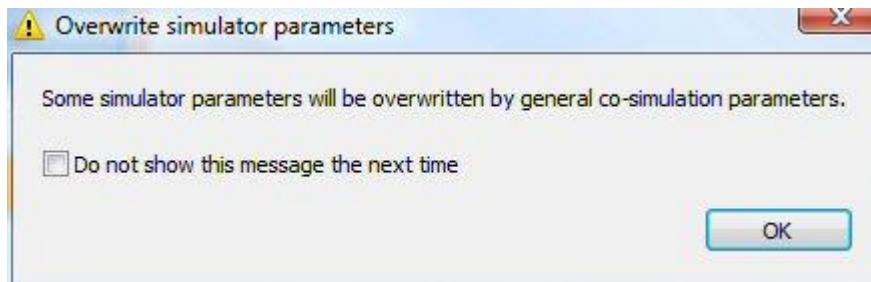 Overwrite simulator parameters
Some simulator parameters will be overwritten by general co-simulation parameters.
Do not show this message the next time
OK